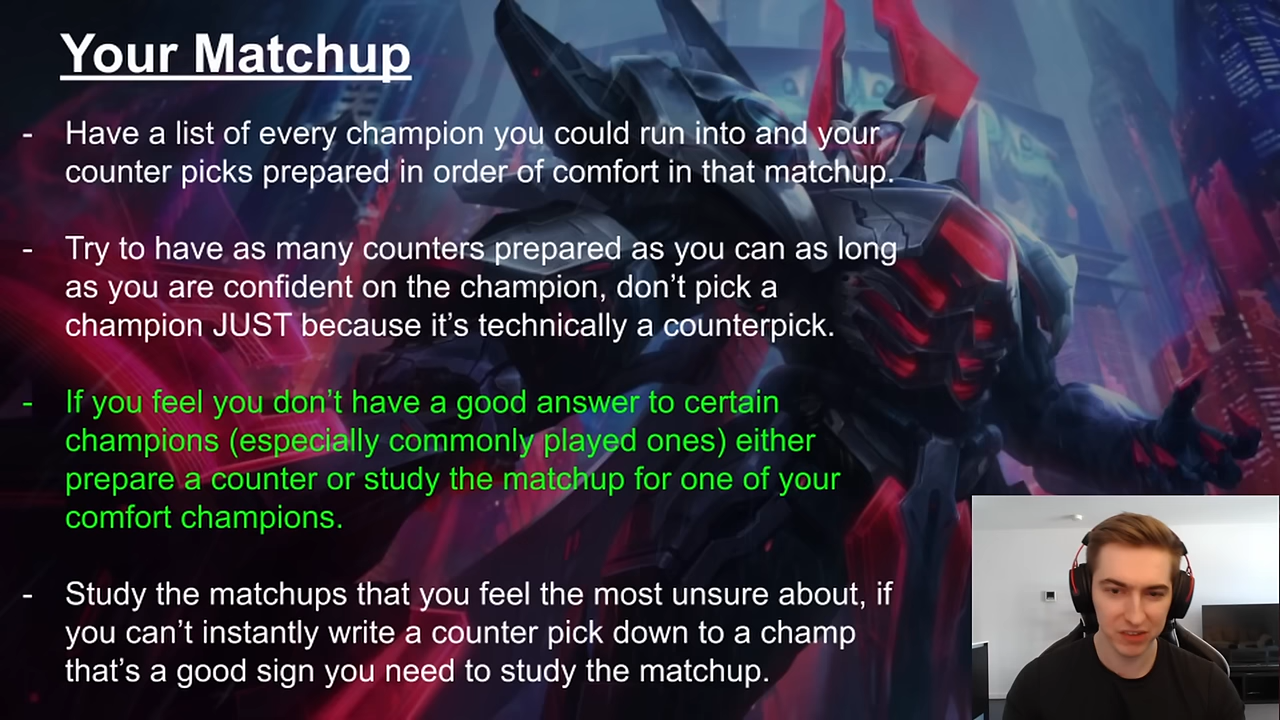 Your Matchup
- Have a list of every champion you could run into and your
counter picks prepared in order of comfort in that matchup.
- Try to have as many counters prepared as you can as long
as you are confident on the champion, don’t pick a
champion JUST because it’s technically a counterpick.
- If you feel you don’t have a good answer to certain
champions (especially commonly played ones) either
prepare a counter or study the matchup for one of your
comfort champions.
- Study the matchups that you feel the most unsure about, if
you can’t instantly write a counter pick down to a champ
that’s a good sign you need to study the matchup.